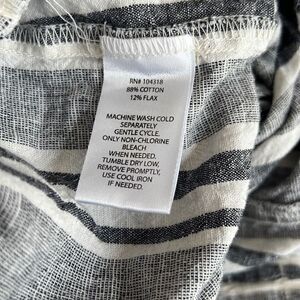 RN# 104318
88% COTTON
12% FLAX
MACHINE WASH COLD
SEPARATELY
GENTLE CYCLE.
ONLY NON-CHLORINE
BLEACH
WHEN NEEDED.
TUMBLE DRY LOW.
REMOVE PROMPTLY,
USE COOL IRON
IF NEEDED.